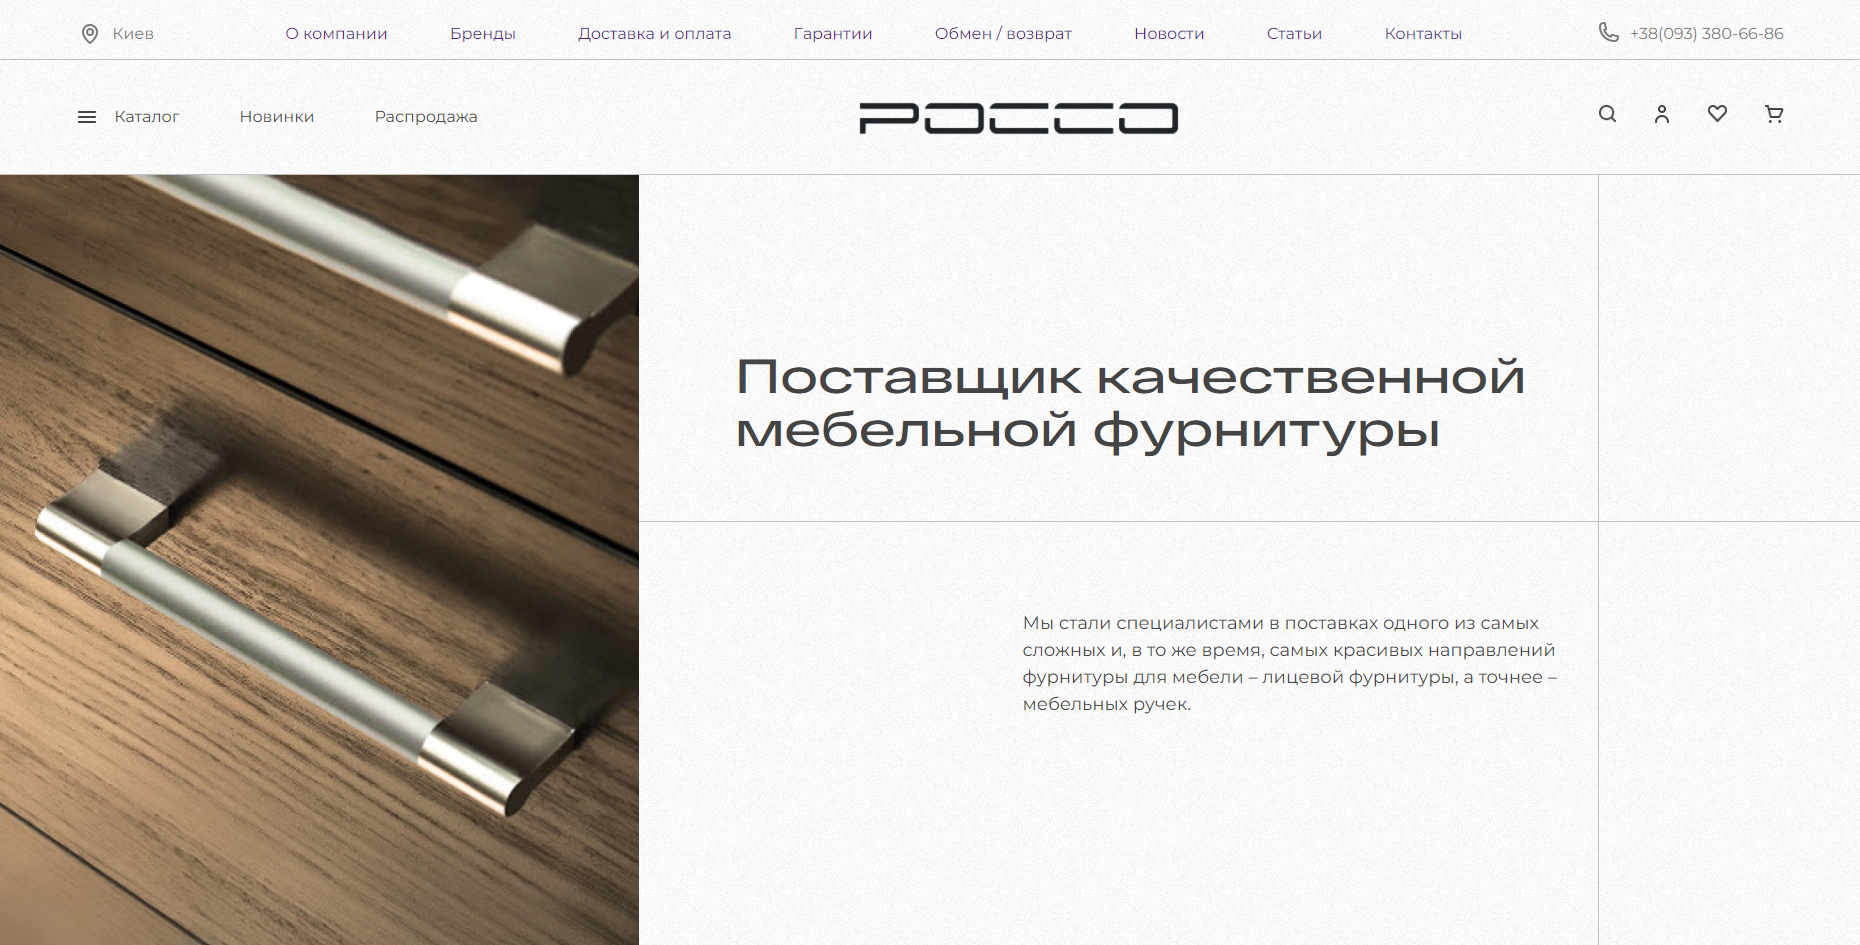 Киев
О компании
Бренды
Доставка и оплата
Гарантии
Обмен / возврат
Новости
Статьи
Контакты
+38(093) 380-66-86
Каталог
Новинки
Распродажа
РОССО
Поставщик качественной
мебельной фурнитуры
Мы стали специалистами в поставках одного из самых
сложных и, в то же время, самых красивых направлений
фурнитуры для мебели – лицевой фурнитуры, а точнее –
мебельных ручек.